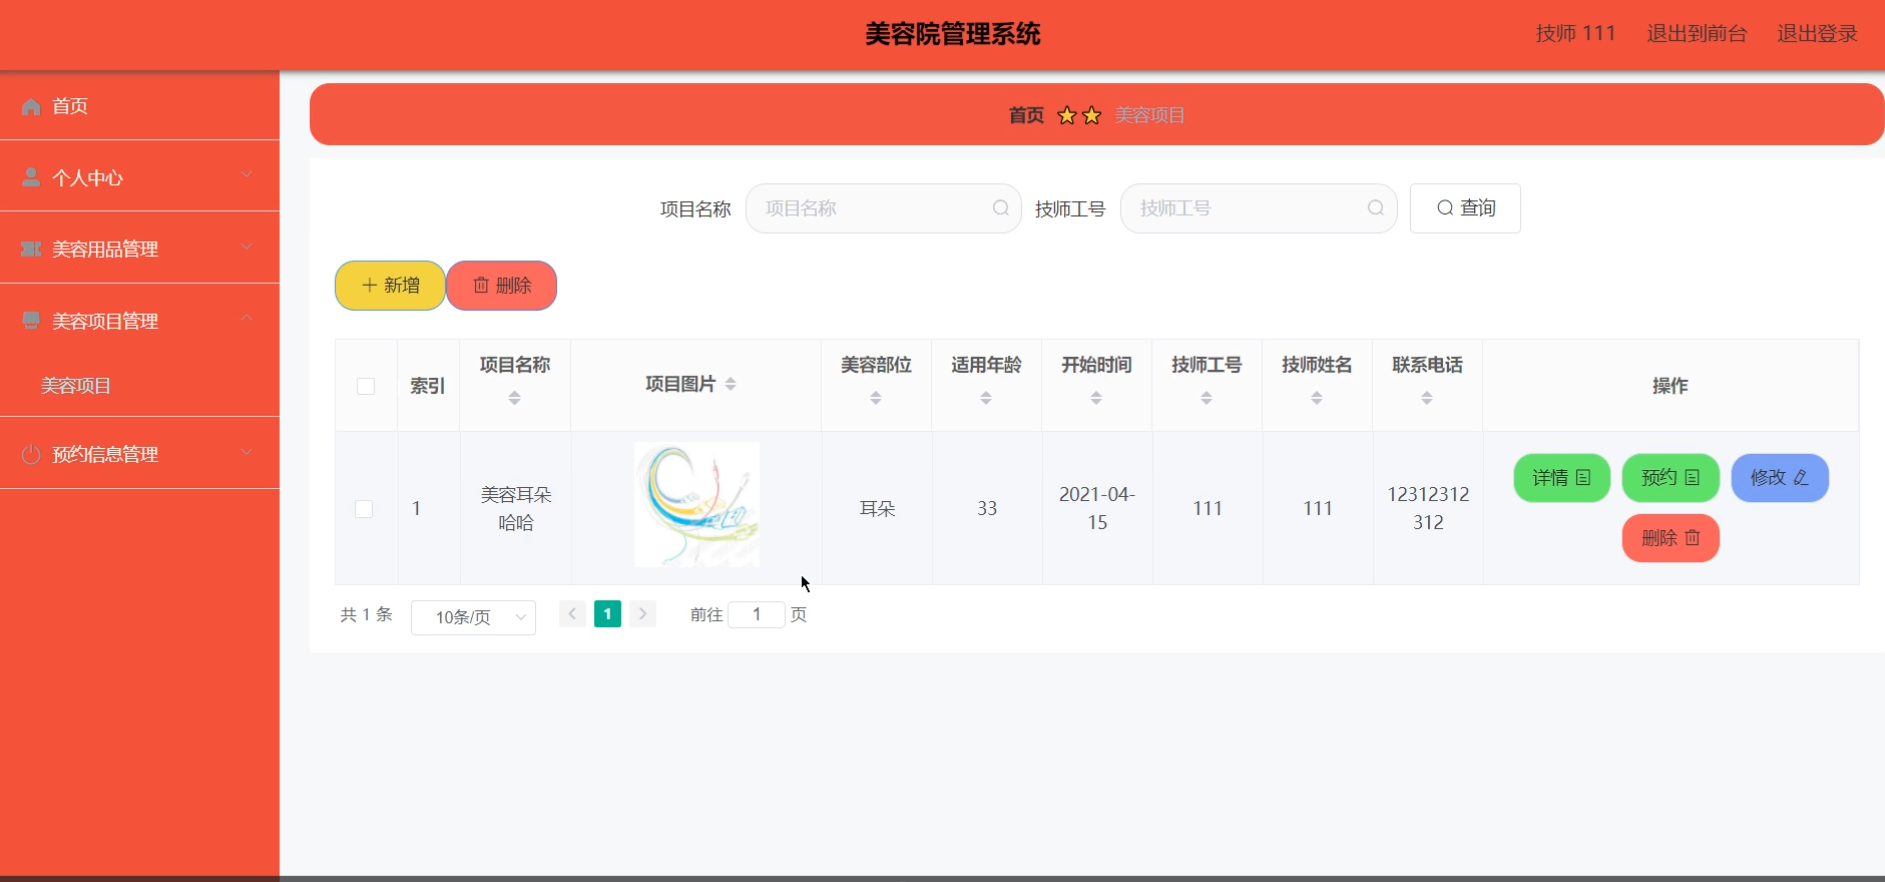 美容院管理系统
技师 111 退出到前台 退出登录
首页
个人中心
美容用品管理
美容项目管理
美容项目
预约信息管理
首页 美容项目
项目名称 项目名称 技师工号 技师工号 查询
新增 删除
索引 项目名称 项目图片 美容部位 适用年龄 开始时间 技师工号 技师姓名 联系电话 操作
1 美容耳朵哈哈 耳朵 33 2021-04-15 111 111 12312312312 详情 预约 修改
删除
共 1 条 10条/页 1 前往 1 页